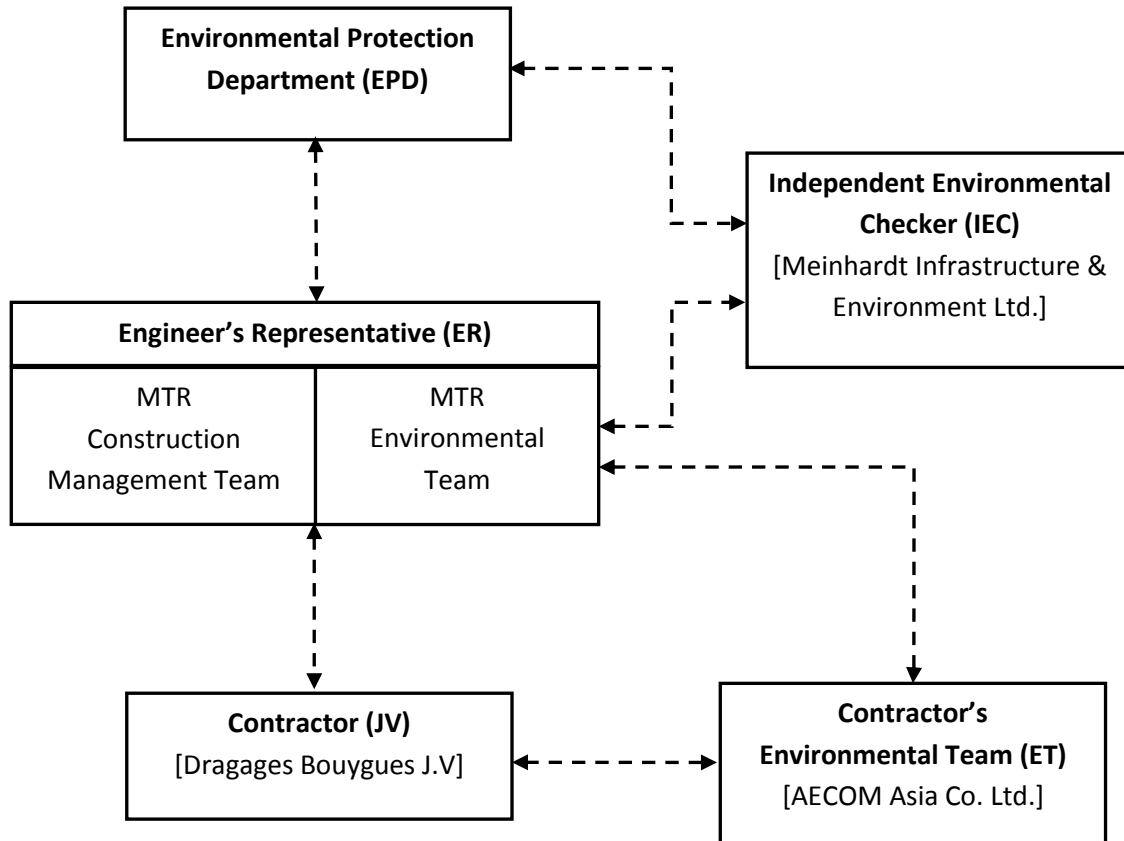 Environmental Protection
Department (EPD)
Independent Environmental
Checker (IEC)
[Meinhardt Infrastructure &
Environment Ltd.]
Engineer’s Representative (ER)
MTR
Construction
Management Team
MTR
Environmental
Team
Contractor (JV)
[Dragages Bouygues J.V]
Contractor’s
Environmental Team (ET)
[AECOM Asia Co. Ltd.]